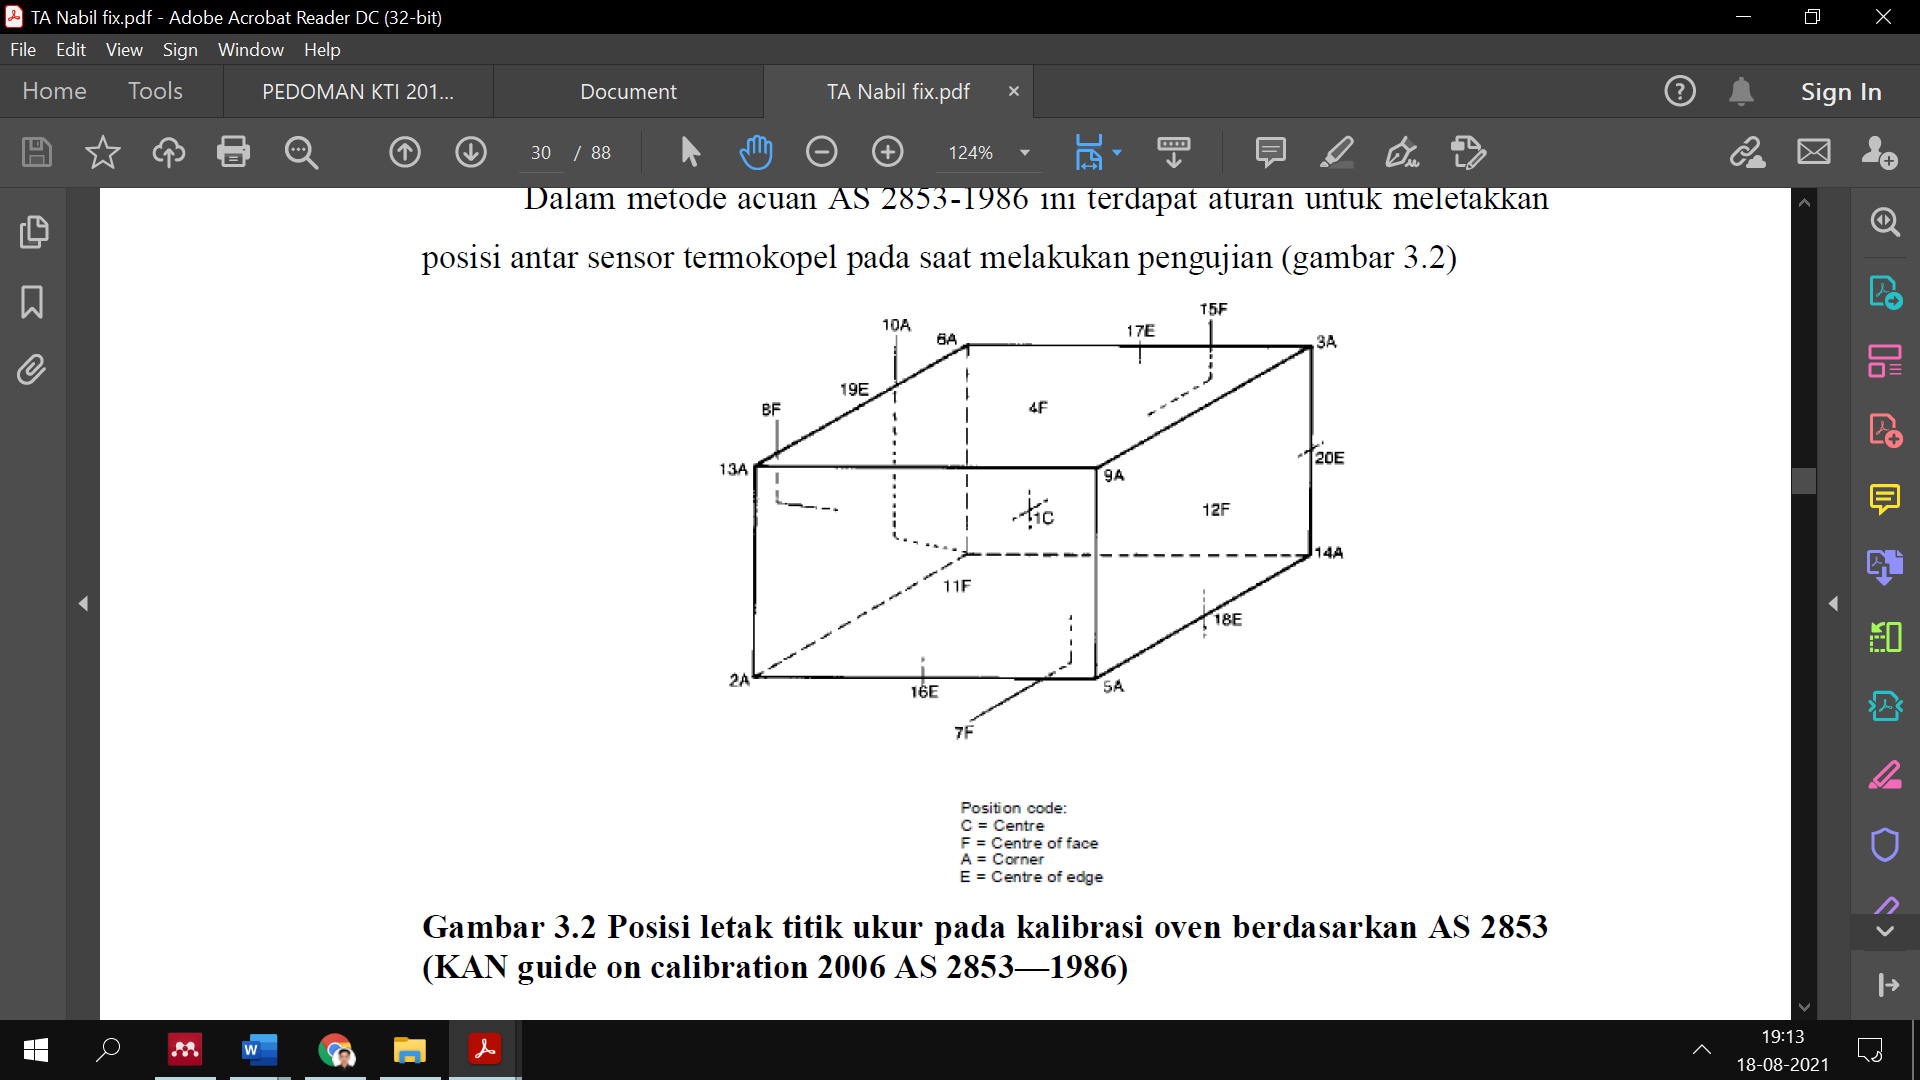 TA Nabil fix.pdf - Adobe Acrobat Reader DC (32-bit)
File Edit View Sign Window Help
Home Tools PEDOMAN KTI 201... Document TA Nabil fix.pdf × Sign In
30 / 88 124%
Dalam metode acuan AS 2853-1986 ini terdapat aturan untuk meletakkan
posisi antar sensor termokopel pada saat melakukan pengujian (gambar 3.2)
15F
10A
17E
6A
3A
19E
8F
4F
20E
13A
9A
12F
1C
14A
11F
18E
2A
16E
5A
7F
Position code:
C = Centre
F = Centre of face
A = Corner
E = Centre of edge
Gambar 3.2 Posisi letak titik ukur pada kalibrasi oven berdasarkan AS 2853
(KAN guide on calibration 2006 AS 2853—1986)
19:13
18-08-2021